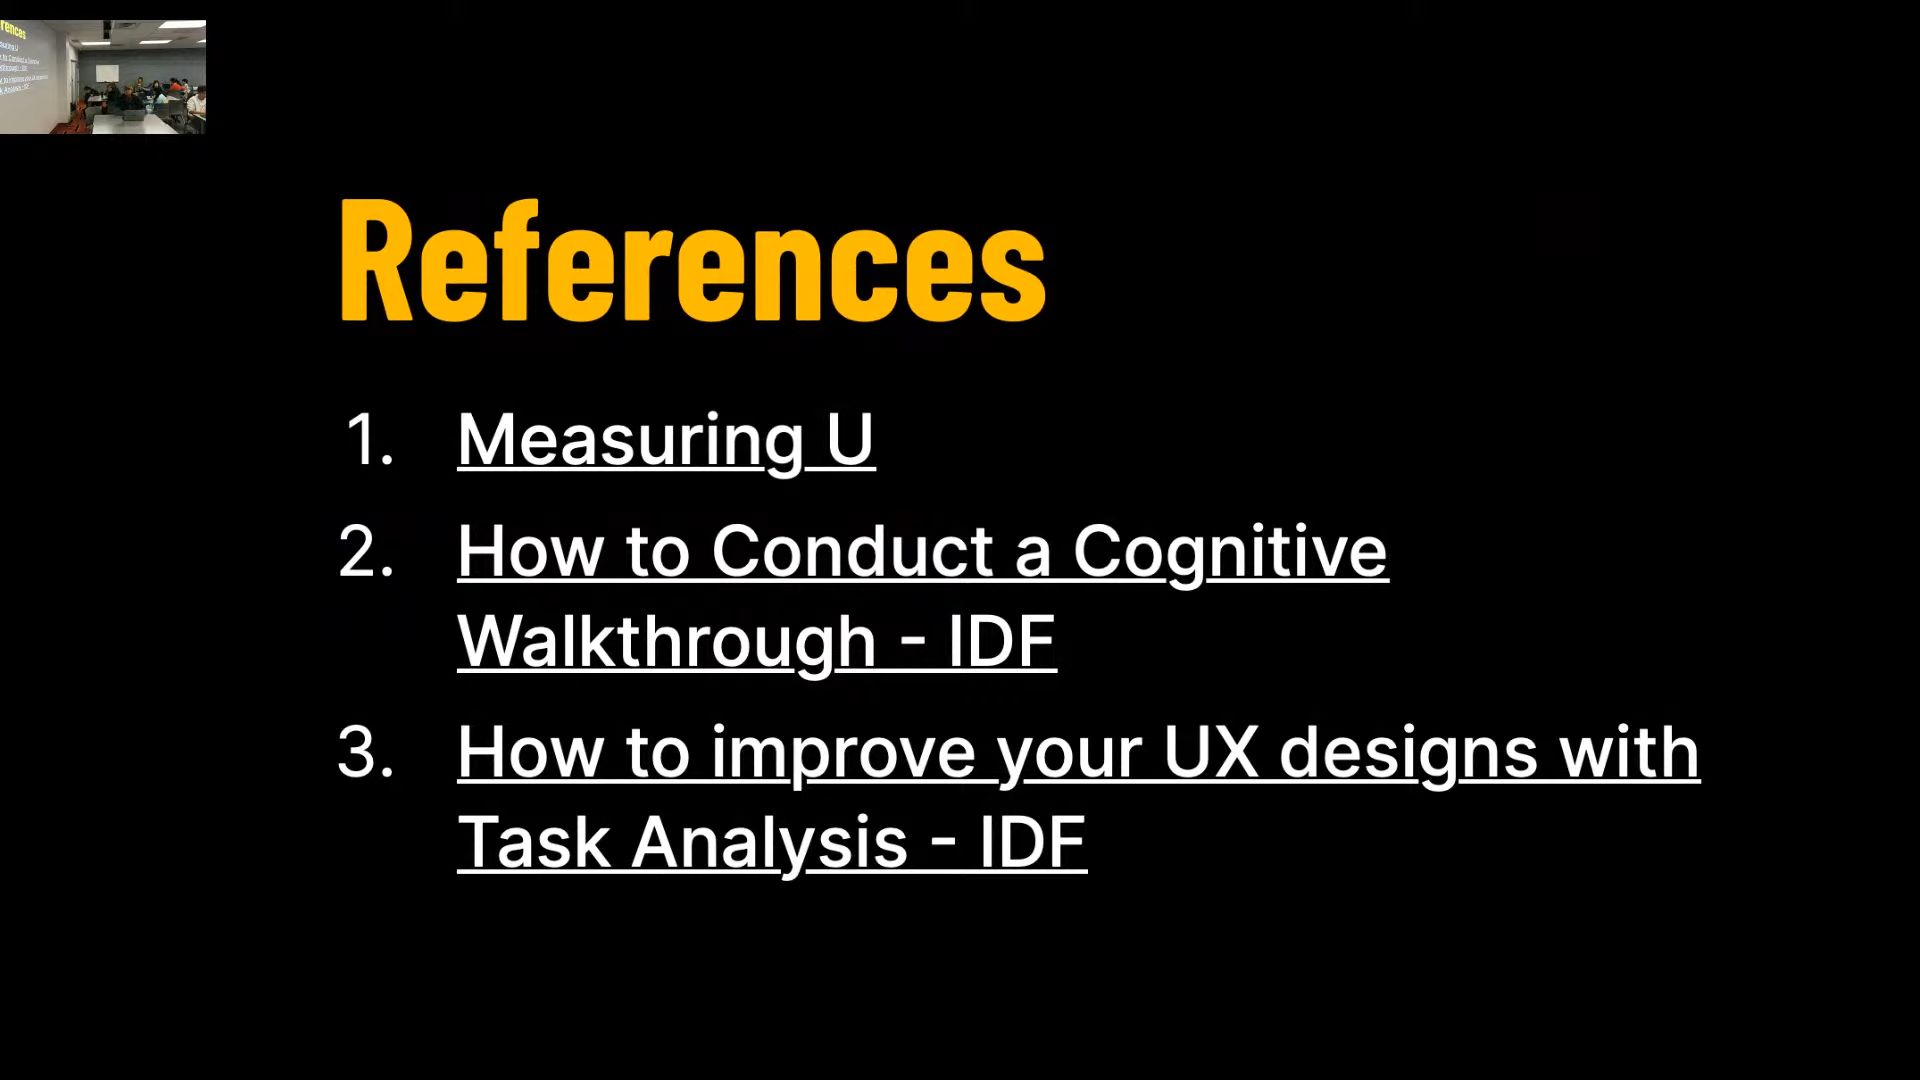 References
1. Measuring U
2. How to Conduct a Cognitive
Walkthrough - IDF
3. How to improve your UX designs with
Task Analysis - IDF